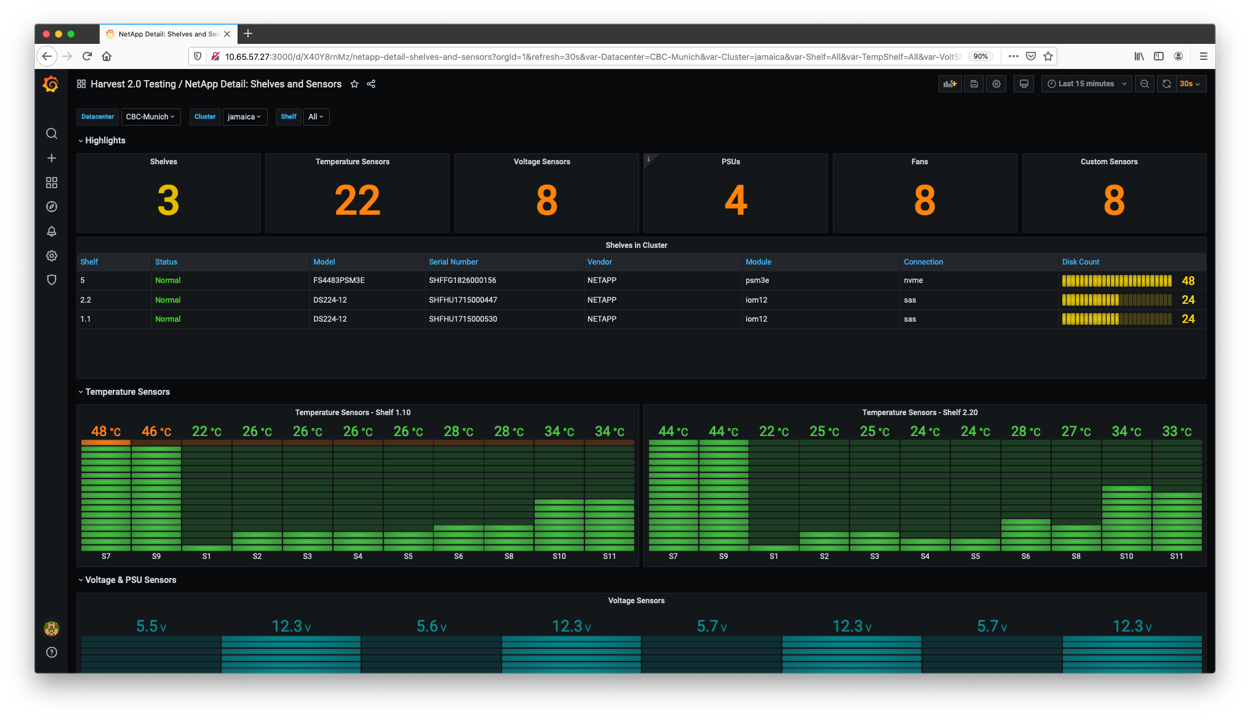 NetApp Detail: Shelves and Sen
10.65.57.27:3000/d/X40Y8rnMz/netapp-detail-shelves-and-sensors?orgId=1&refresh=30s&var-Datacenter=CBC-Munich&var-Cluster=jamaica&var-Shelf=All&var-TempShelf=All&var-VoltS 90%
Harvest 2.0 Testing / NetApp Detail: Shelves and Sensors Last 15 minutes 30s
Datacenter CBC-Munich Cluster jamaica Shelf All
Highlights
Shelves Temperature Sensors Voltage Sensors i PSUs Fans Custom Sensors
3 22 8 4 8 8
Shelves in Cluster
Shelf Status Model Serial Number Vendor Module Connection Disk Count
5 Normal FS4483PSM3E SHFFG1826000156 NETAPP psm3e nvme 48
2.2 Normal DS224-12 SHFHU1715000447 NETAPP iom12 sas 24
1.1 Normal DS224-12 SHFHU1715000530 NETAPP iom12 sas 24
Temperature Sensors
Temperature Sensors - Shelf 1.10
48 °C 46 °C 22 °C 26 °C 26 °C 26 °C 26 °C 28 °C 28 °C 34 °C 34 °C
S7 S9 S1 S2 S3 S4 S5 S6 S8 S10 S11
Temperature Sensors - Shelf 2.20
44 °C 44 °C 22 °C 25 °C 25 °C 24 °C 24 °C 28 °C 27 °C 34 °C 33 °C
S7 S9 S1 S2 S3 S4 S5 S6 S8 S10 S11
Voltage & PSU Sensors
Voltage Sensors
5.5 V 12.3 V 5.6 V 12.3 V 5.7 V 12.3 V 5.7 V 12.3 V